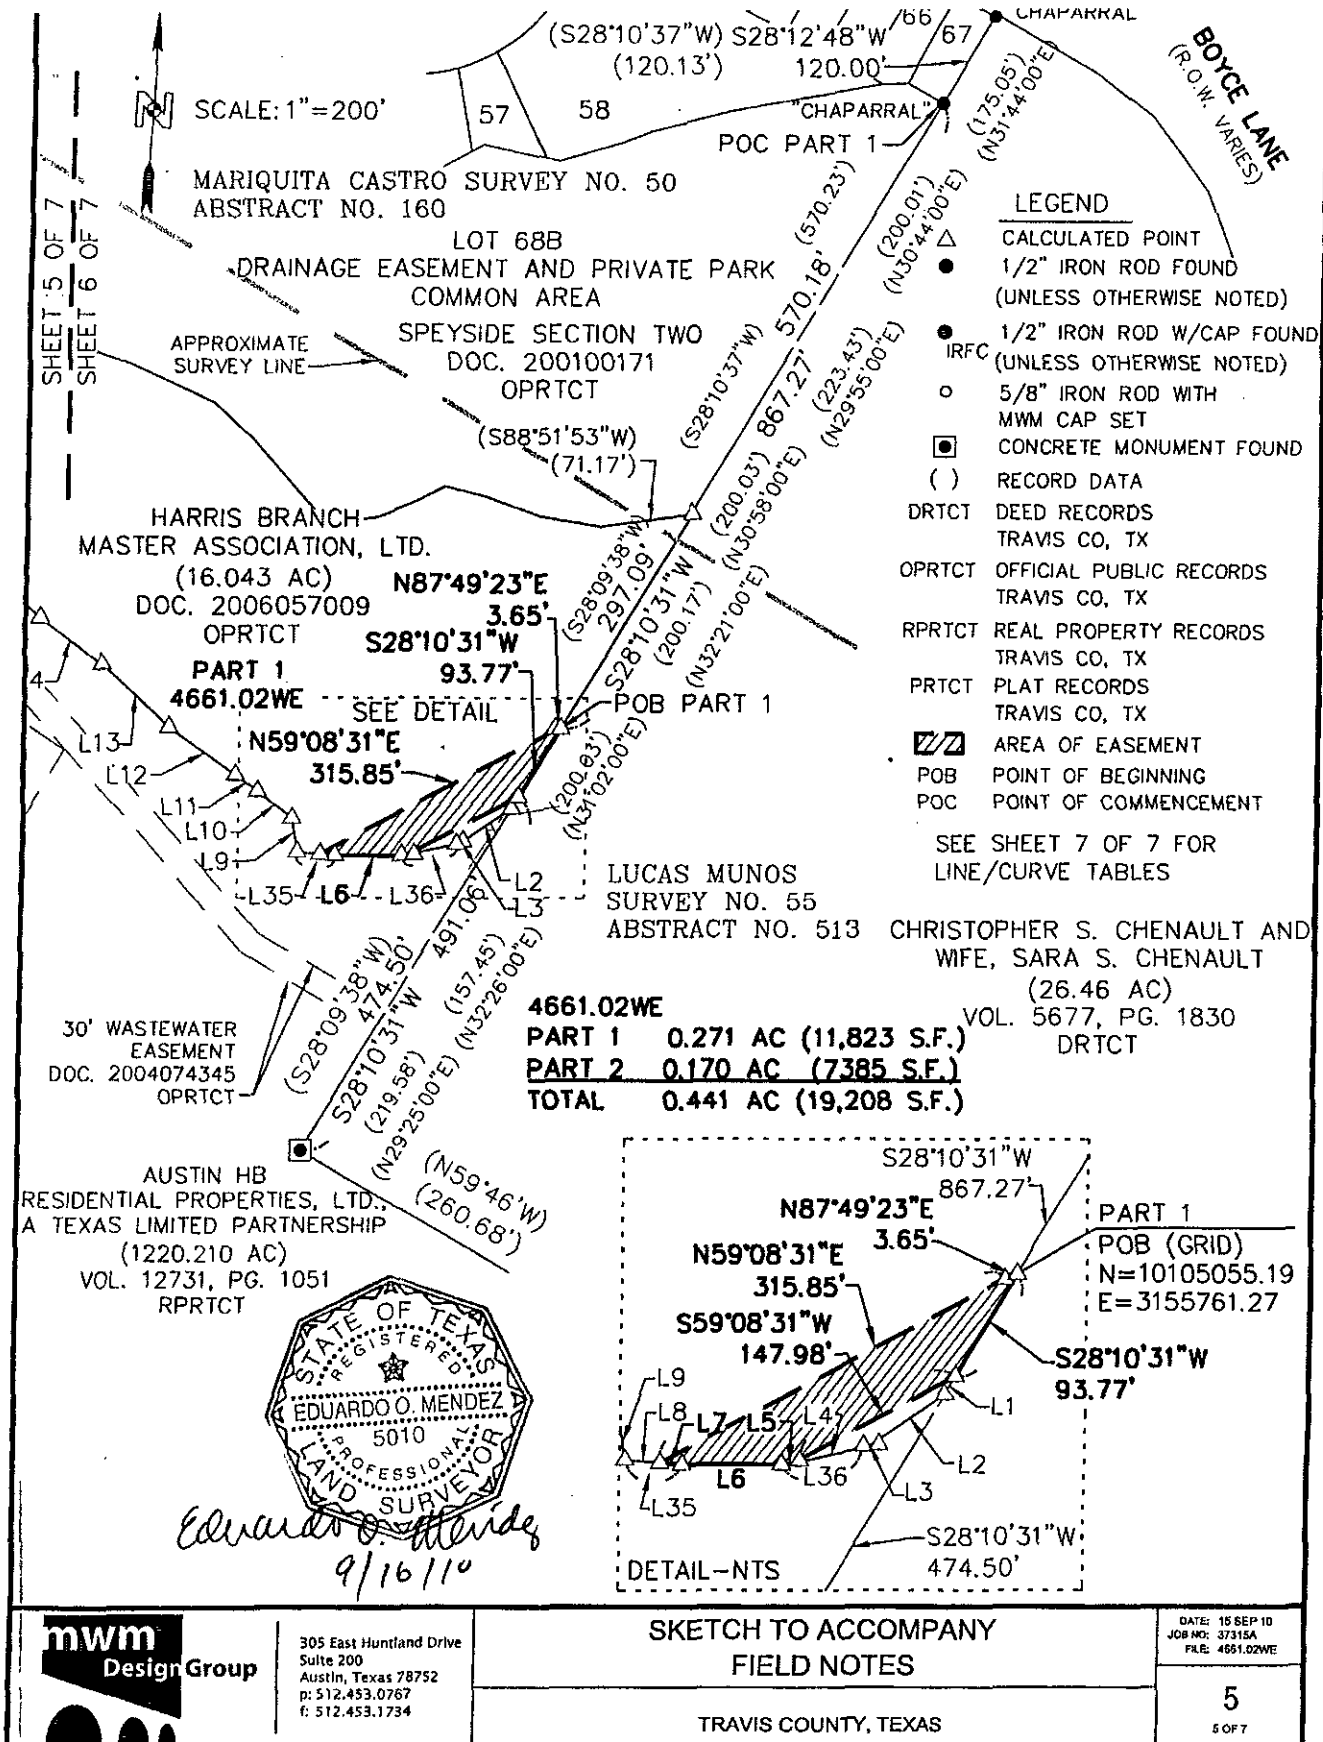 (S28°10'37"W) S28°12'48"W
(120.13') 120.00'
66
67
CHAPARRAL
BOYCE LANE
(R.O.W. VARIES)
SCALE: 1"=200'
N
57
58
"CHAPARRAL"
POC PART 1
(175.05')
(N31°44'00"E)
SHEET 5 OF 7
SHEET 6 OF 7
MARIQUITA CASTRO SURVEY NO. 50
ABSTRACT NO. 160
LOT 68B
DRAINAGE EASEMENT AND PRIVATE PARK
COMMON AREA
SPEYSIDE SECTION TWO
DOC. 200100171
OPRTCT
APPROXIMATE
SURVEY LINE
(570.23')
570.18'
(S28°10'37"W)
867.27'
(200.01')
(N30°44'00"E)
(223.43')
(N29°55'00"E)
(200.03')
(N30°58'00"E)
(S88°51'53"W)
(71.17')
LEGEND
CALCULATED POINT
1/2" IRON ROD FOUND
(UNLESS OTHERWISE NOTED)
1/2" IRON ROD W/CAP FOUND
IRFC (UNLESS OTHERWISE NOTED)
5/8" IRON ROD WITH
MWM CAP SET
CONCRETE MONUMENT FOUND
( ) RECORD DATA
DRTCT DEED RECORDS
TRAVIS CO, TX
OPRTCT OFFICIAL PUBLIC RECORDS
TRAVIS CO, TX
RPRTCT REAL PROPERTY RECORDS
TRAVIS CO, TX
PRTCT PLAT RECORDS
TRAVIS CO, TX
AREA OF EASEMENT
POB POINT OF BEGINNING
POC POINT OF COMMENCEMENT
SEE SHEET 7 OF 7 FOR
LINE/CURVE TABLES
HARRIS BRANCH
MASTER ASSOCIATION, LTD.
(16.043 AC)
DOC. 2006057009
OPRTCT
N87°49'23"E
3.65'
S28°10'31"W
93.77'
(S28°09'38"W)
297.09'
S28°10'31"W
(200.17')
(N32°21'00"E)
PART 1
4661.02WE
SEE DETAIL
POB PART 1
N59°08'31"E
315.85'
(200.03')
(N31°02'00"E)
4
L13
L12
L11
L10
L9
L35
L6
L36
L2
L3
LUCAS MUNOS
SURVEY NO. 55
ABSTRACT NO. 513
CHRISTOPHER S. CHENAULT AND
WIFE, SARA S. CHENAULT
(26.46 AC)
VOL. 5677, PG. 1830
DRTCT
(S28°09'38"W)
474.50'
S28°10'31"W
491.06'
(157.45')
(N32°26'00"E)
(219.58')
(N29°25'00"E)
30' WASTEWATER
EASEMENT
DOC. 2004074345
OPRTCT
4661.02WE
PART 1 0.271 AC (11,823 S.F.)
PART 2 0.170 AC (7385 S.F.)
TOTAL 0.441 AC (19,208 S.F.)
(N59°46'W)
(260.68')
AUSTIN HB
RESIDENTIAL PROPERTIES, LTD.,
A TEXAS LIMITED PARTNERSHIP
(1220.210 AC)
VOL. 12731, PG. 1051
RPRTCT
S28°10'31"W
867.27'
N87°49'23"E
3.65'
N59°08'31"E
315.85'
S59°08'31"W
147.98'
PART 1
POB (GRID)
N=10105055.19
E=3155761.27
S28°10'31"W
93.77'
L9
L8
L7
L5
L4
L1
L2
L3
L6
L36
L35
S28°10'31"W
474.50'
DETAIL-NTS
STATE OF TEXAS
REGISTERED
EDUARDO O. MENDEZ
5010
PROFESSIONAL
LAND SURVEYOR
Eduardo O. Mendez
9/16/10
mwm
DesignGroup
305 East Huntland Drive
Suite 200
Austin, Texas 78752
p: 512.453.0767
f: 512.453.1734
SKETCH TO ACCOMPANY
FIELD NOTES
TRAVIS COUNTY, TEXAS
DATE: 15 SEP 10
JOB NO: 37315A
FILE: 4661.02WE
5
5 OF 7